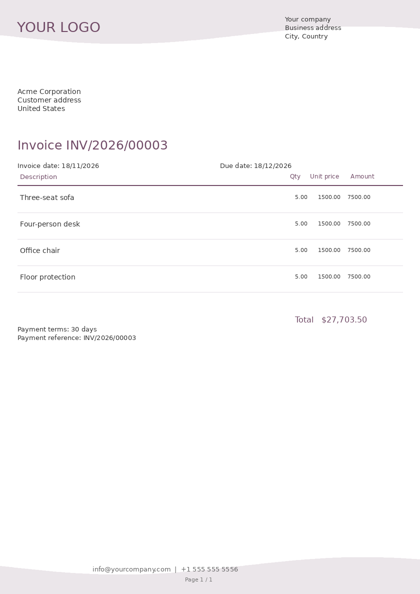 YOUR LOGO
Your company
Business address
City, Country
Acme Corporation
Customer address
United States
Invoice INV/2026/00003
Invoice date: 18/11/2026 Due date: 18/12/2026
Description Qty Unit price Amount
Three-seat sofa 5.00 1500.00 7500.00
Four-person desk 5.00 1500.00 7500.00
Office chair 5.00 1500.00 7500.00
Floor protection 5.00 1500.00 7500.00
Total $27,703.50
Payment terms: 30 days
Payment reference: INV/2026/00003
info@yourcompany.com | +1 555 555 5556
Page 1 / 1